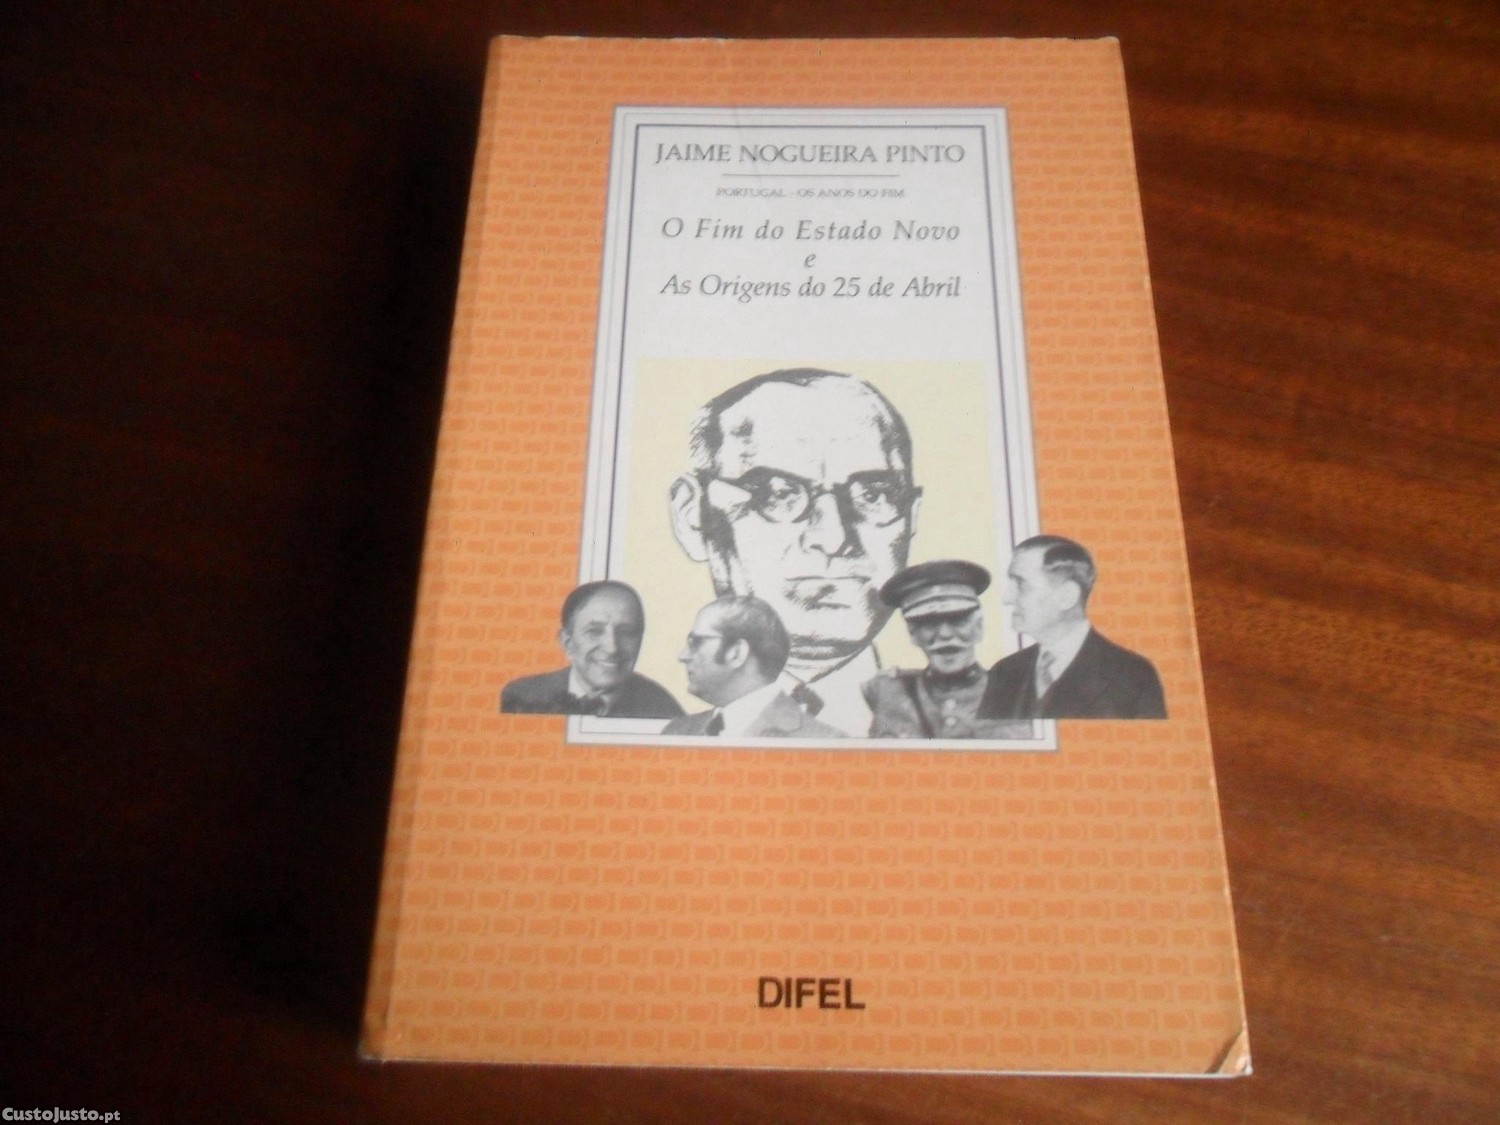 JAIME NOGUEIRA PINTO
PORTUGAL - OS ANOS DO FIM
O Fim do Estado Novo
e
As Origens do 25 de Abril
DIFEL
CustoJusto.pt